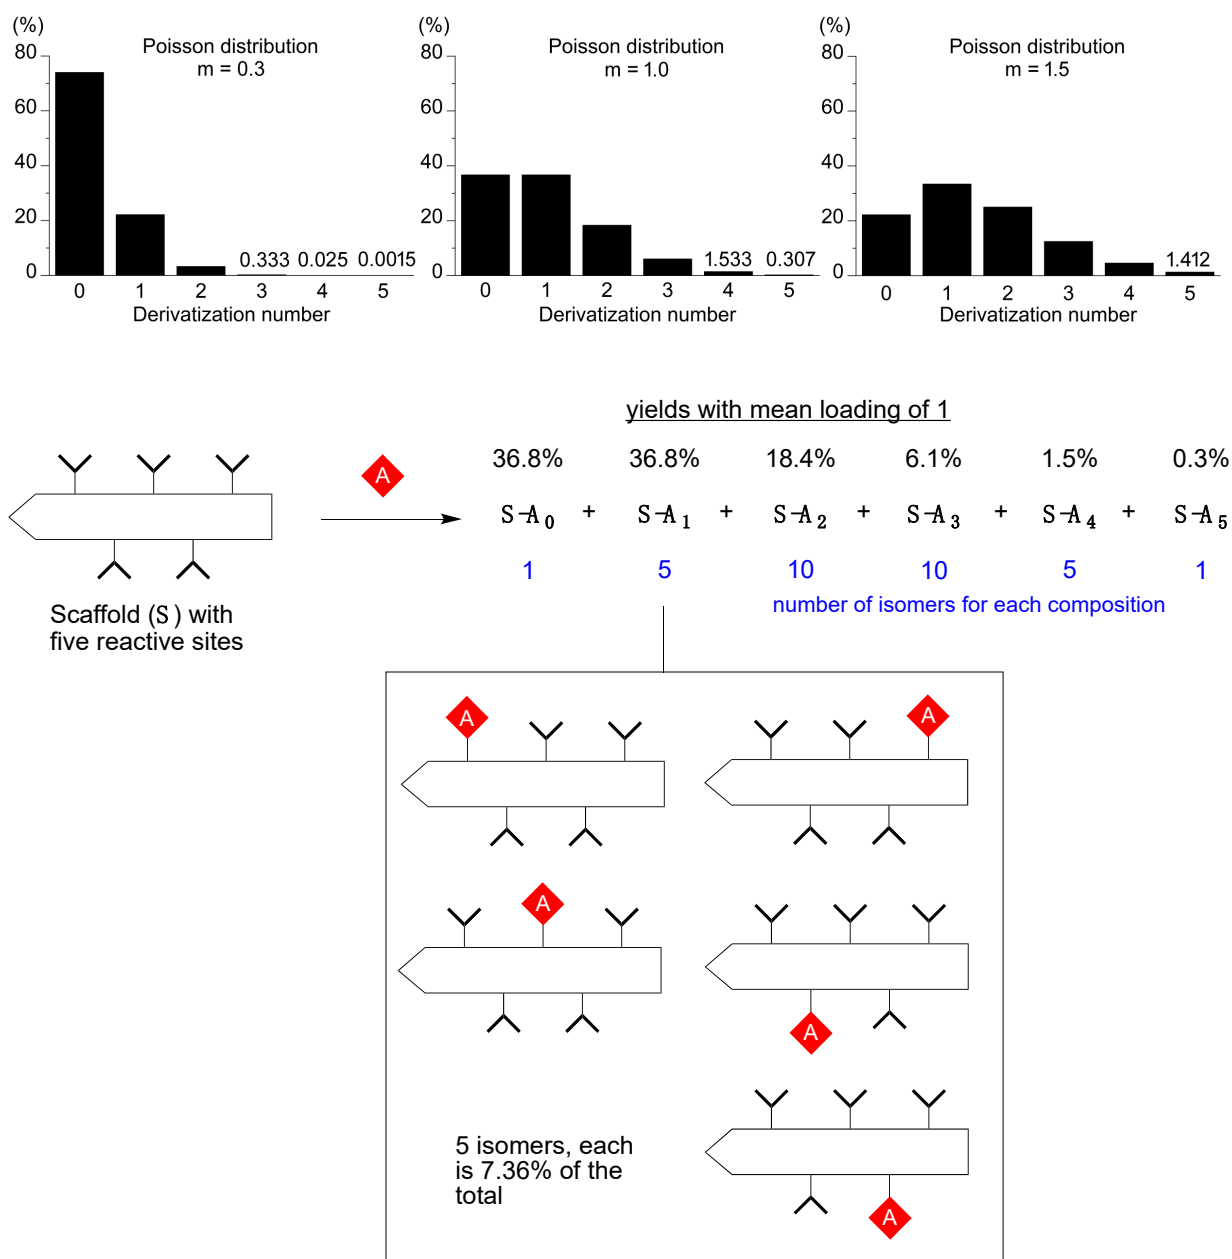 (%)
Poisson distribution
m = 0.3
80
60
40
20
0
0.333 0.025 0.0015
0 1 2 3 4 5
Derivatization number
(%)
Poisson distribution
m = 1.0
80
60
40
20
0
1.533 0.307
0 1 2 3 4 5
Derivatization number
(%)
Poisson distribution
m = 1.5
80
60
40
20
0
1.412
0 1 2 3 4 5
Derivatization number
yields with mean loading of 1
36.8% 36.8% 18.4% 6.1% 1.5% 0.3%
A
S-A0 + S-A1 + S-A2 + S-A3 + S-A4 + S-A5
1 5 10 10 5 1
number of isomers for each composition
Scaffold (S) with
five reactive sites
A
A
A
A
5 isomers, each
is 7.36% of the
total
A